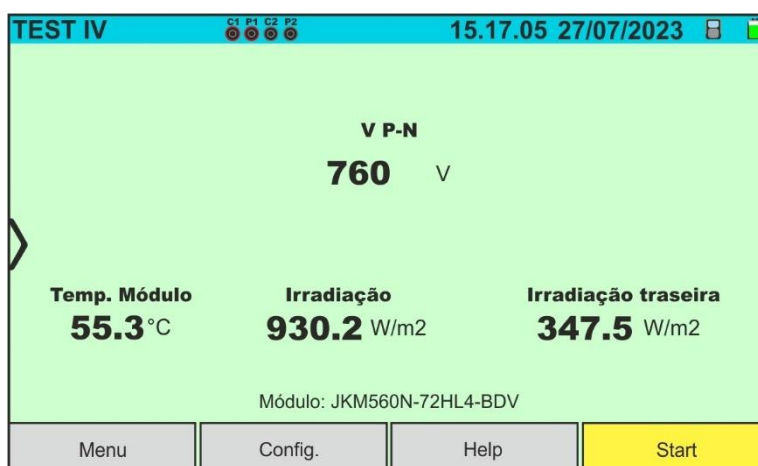 TEST IV C1 P1 C2 P2 15.17.05 27/07/2023
V P-N
760 V
Temp. Módulo Irradiação Irradiação traseira
55.3°C 930.2 W/m2 347.5 W/m2
Módulo: JKM560N-72HL4-BDV
Menu Config. Help Start